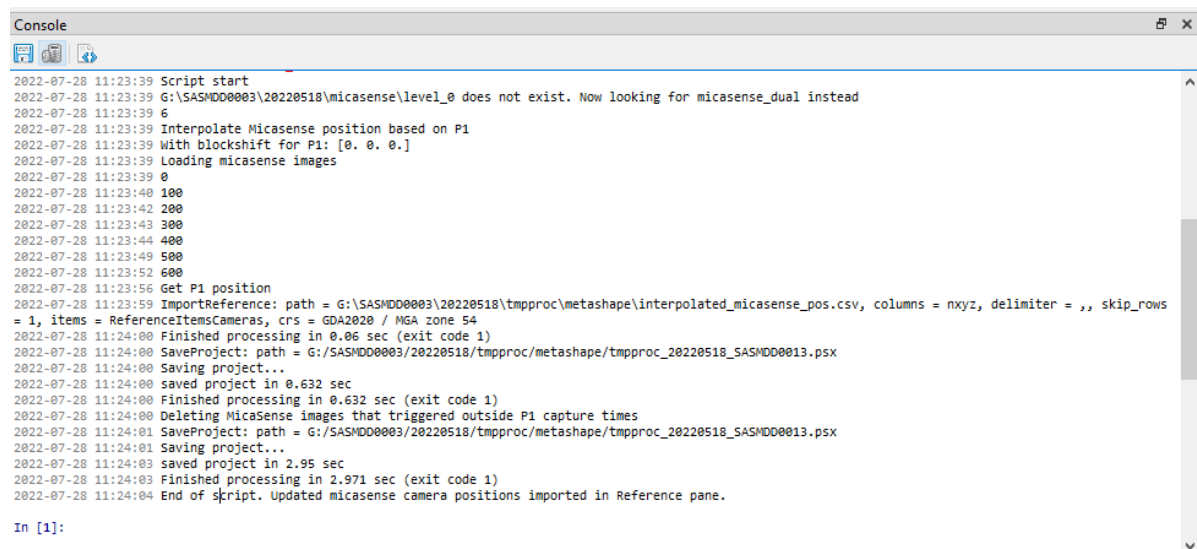 Console
2022-07-28 11:23:39 Script start
2022-07-28 11:23:39 G:\SASMDD0003\20220518\micasense\level_0 does not exist. Now looking for micasense_dual instead
2022-07-28 11:23:39 6
2022-07-28 11:23:39 Interpolate Micasense position based on P1
2022-07-28 11:23:39 With blockshift for P1: [0. 0. 0.]
2022-07-28 11:23:39 Loading micasense images
2022-07-28 11:23:39 0
2022-07-28 11:23:40 100
2022-07-28 11:23:42 200
2022-07-28 11:23:43 300
2022-07-28 11:23:44 400
2022-07-28 11:23:49 500
2022-07-28 11:23:52 600
2022-07-28 11:23:56 Get P1 position
2022-07-28 11:23:59 ImportReference: path = G:\SASMDD0003\20220518\tmpproc\metashape\interpolated_micasense_pos.csv, columns = nxyz, delimiter = ,, skip_rows
= 1, items = ReferenceItemsCameras, crs = GDA2020 / MGA zone 54
2022-07-28 11:24:00 Finished processing in 0.06 sec (exit code 1)
2022-07-28 11:24:00 SaveProject: path = G:/SASMDD0003/20220518/tmpproc/metashape/tmpproc_20220518_SASMDD0013.psx
2022-07-28 11:24:00 Saving project...
2022-07-28 11:24:00 saved project in 0.632 sec
2022-07-28 11:24:00 Finished processing in 0.632 sec (exit code 1)
2022-07-28 11:24:00 Deleting MicaSense images that triggered outside P1 capture times
2022-07-28 11:24:01 SaveProject: path = G:/SASMDD0003/20220518/tmpproc/metashape/tmpproc_20220518_SASMDD0013.psx
2022-07-28 11:24:01 Saving project...
2022-07-28 11:24:03 saved project in 2.95 sec
2022-07-28 11:24:03 Finished processing in 2.971 sec (exit code 1)
2022-07-28 11:24:04 End of script. Updated micasense camera positions imported in Reference pane.
In [1]: